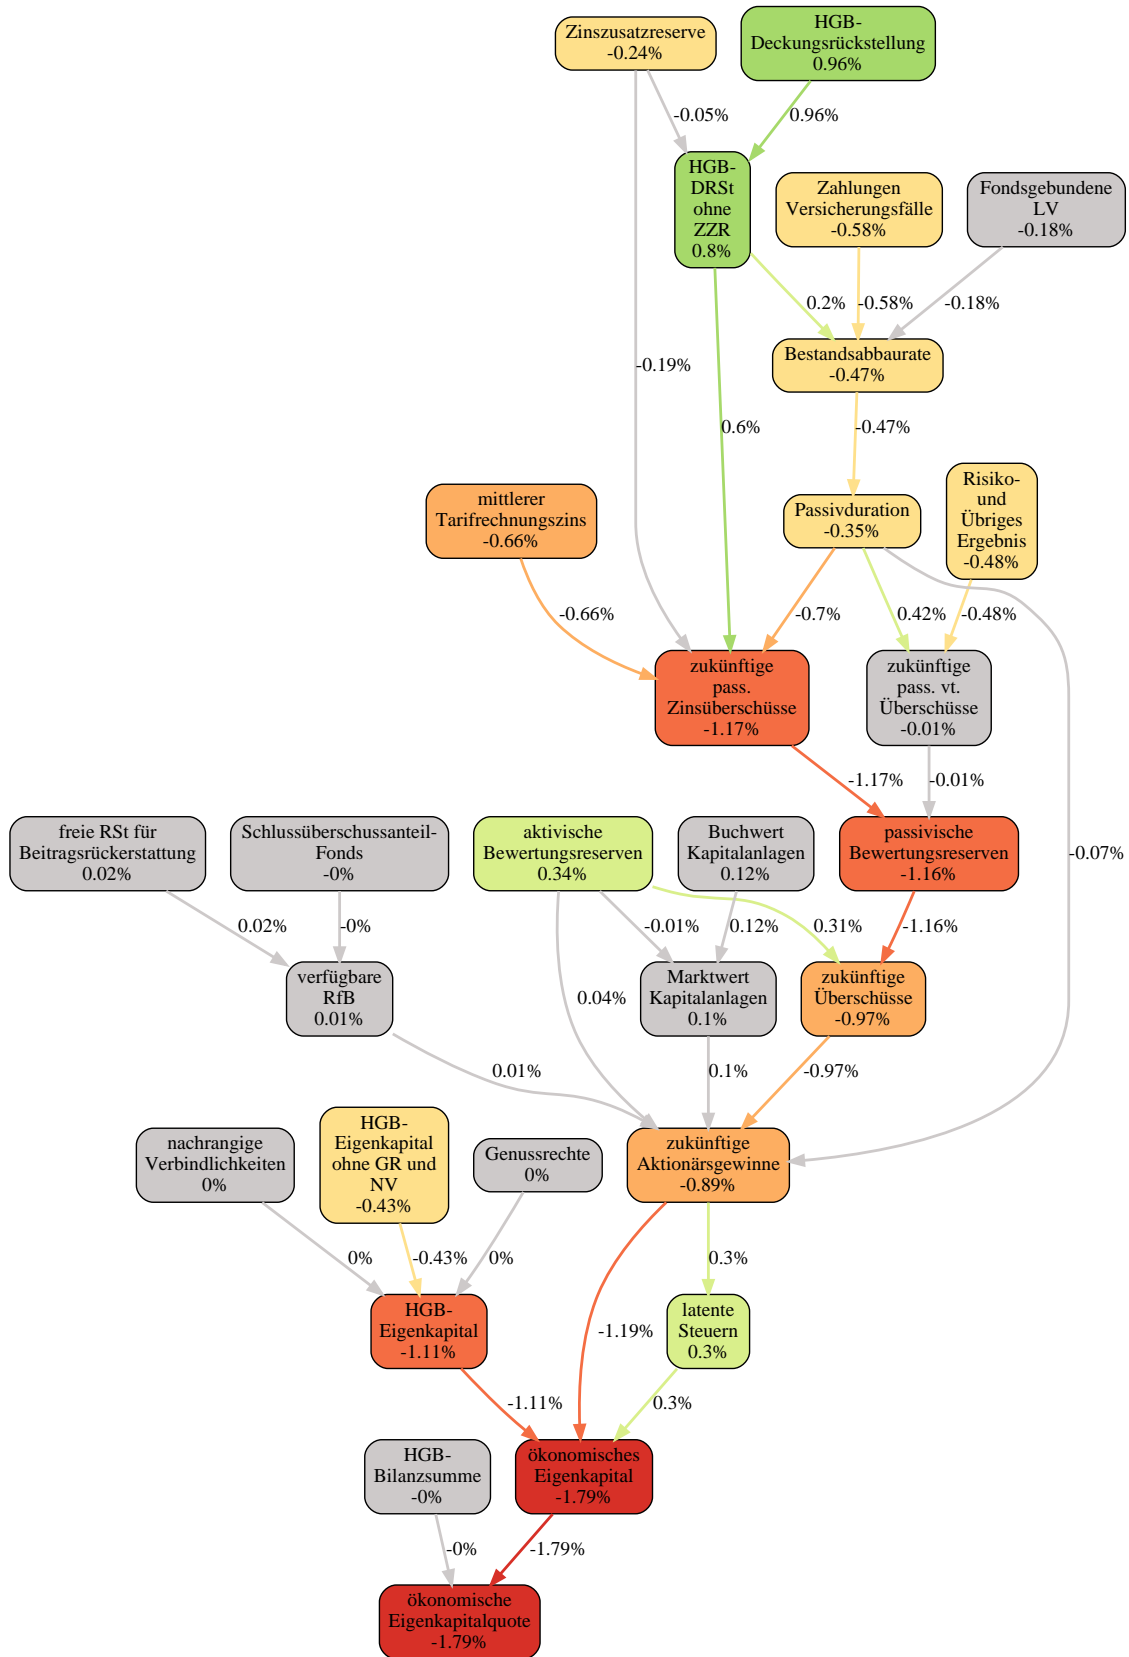 Zinszusatzreserve
-0.24%
HGB-
Deckungsrückstellung
0.96%
-0.05%
0.96%
HGB-
DRSt
ohne
ZZR
0.8%
Zahlungen
Versicherungsfälle
-0.58%
Fondsgebundene
LV
-0.18%
0.2%
-0.58%
-0.18%
Bestandsabbaurate
-0.47%
-0.19%
0.6%
-0.47%
mittlerer
Tarifrechnungszins
-0.66%
Passivduration
-0.35%
Risiko-
und
Übriges
Ergebnis
-0.48%
-0.66%
-0.7%
0.42%
-0.48%
zukünftige
pass.
Zinsüberschüsse
-1.17%
zukünftige
pass. vt.
Überschüsse
-0.01%
-1.17%
-0.01%
freie RSt für
Beitragsrückerstattung
0.02%
Schlussüberschussanteil-
Fonds
-0%
aktivische
Bewertungsreserven
0.34%
Buchwert
Kapitalanlagen
0.12%
passivische
Bewertungsreserven
-1.16%
-0.07%
0.02%
-0%
-0.01%
0.12%
0.31%
-1.16%
verfügbare
RfB
0.01%
0.04%
Marktwert
Kapitalanlagen
0.1%
zukünftige
Überschüsse
-0.97%
0.01%
0.1%
-0.97%
nachrangige
Verbindlichkeiten
0%
HGB-
Eigenkapital
ohne GR und
NV
-0.43%
Genussrechte
0%
zukünftige
Aktionärsgewinne
-0.89%
0%
-0.43%
0%
0.3%
HGB-
Eigenkapital
-1.11%
-1.19%
latente
Steuern
0.3%
-1.11%
0.3%
HGB-
Bilanzsumme
-0%
ökonomisches
Eigenkapital
-1.79%
-0%
-1.79%
ökonomische
Eigenkapitalquote
-1.79%